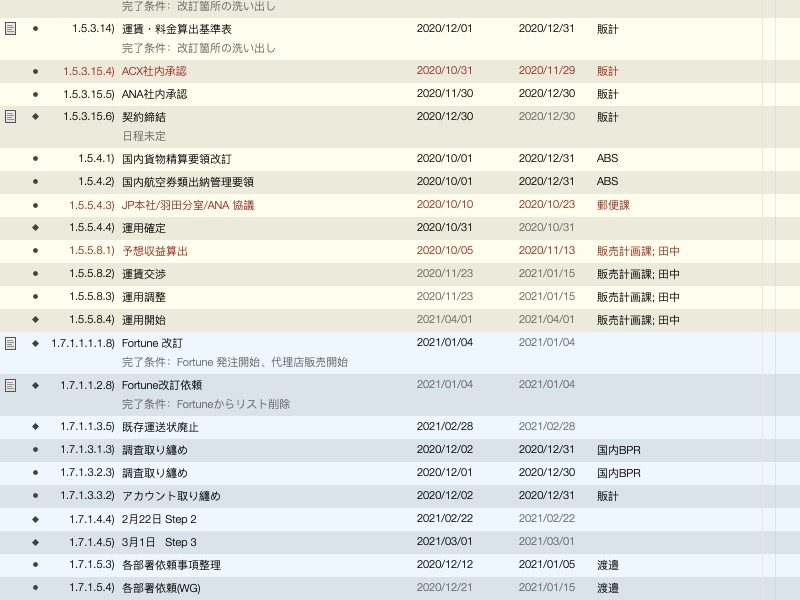 完了条件：改訂箇所の洗い出し
1.5.3.14) 運賃・料金算出基準表 2020/12/01 2020/12/31 販計
完了条件：改訂箇所の洗い出し
1.5.3.15.4) ACX社内承認 2020/10/31 2020/11/29 販計
1.5.3.15.5) ANA社内承認 2020/11/30 2020/12/30 販計
1.5.3.15.6) 契約締結 2020/12/30 2020/12/30 販計
日程未定
1.5.4.1) 国内貨物精算要領改訂 2020/10/01 2020/12/31 ABS
1.5.4.2) 国内航空券類出納管理要領 2020/10/01 2020/12/31 ABS
1.5.5.4.3) JP本社/羽田分室/ANA 協議 2020/10/10 2020/10/23 郵便課
1.5.5.4.4) 運用確定 2020/10/31 2020/10/31
1.5.5.8.1) 予想収益算出 2020/10/05 2020/11/13 販売計画課; 田中
1.5.5.8.2) 運賃交渉 2020/11/23 2021/01/15 販売計画課; 田中
1.5.5.8.3) 運用調整 2020/11/23 2021/01/15 販売計画課; 田中
1.5.5.8.4) 運用開始 2021/04/01 2021/04/01 販売計画課; 田中
1.7.1.1.1.1.8) Fortune 改訂 2021/01/04 2021/01/04
完了条件：Fortune 発注開始、代理店販売開始
1.7.1.1.2.8) Fortune改訂依頼 2021/01/04 2021/01/04
完了条件：Fortuneからリスト削除
1.7.1.1.3.5) 既存運送状廃止 2021/02/28 2021/02/28
1.7.1.3.1.3) 調査取り纏め 2020/12/02 2020/12/31 国内BPR
1.7.1.3.2.3) 調査取り纏め 2020/12/01 2020/12/30 国内BPR
1.7.1.3.3.2) アカウント取り纏め 2020/12/02 2020/12/31 販計
1.7.1.4.4) 2月22日 Step 2 2021/02/22 2021/02/22
1.7.1.4.5) 3月1日 Step 3 2021/03/01 2021/03/01
1.7.1.5.3) 各部署依頼事項整理 2020/12/12 2021/01/05 渡邉
1.7.1.5.4) 各部署依頼(WG) 2020/12/21 2021/01/15 渡邉